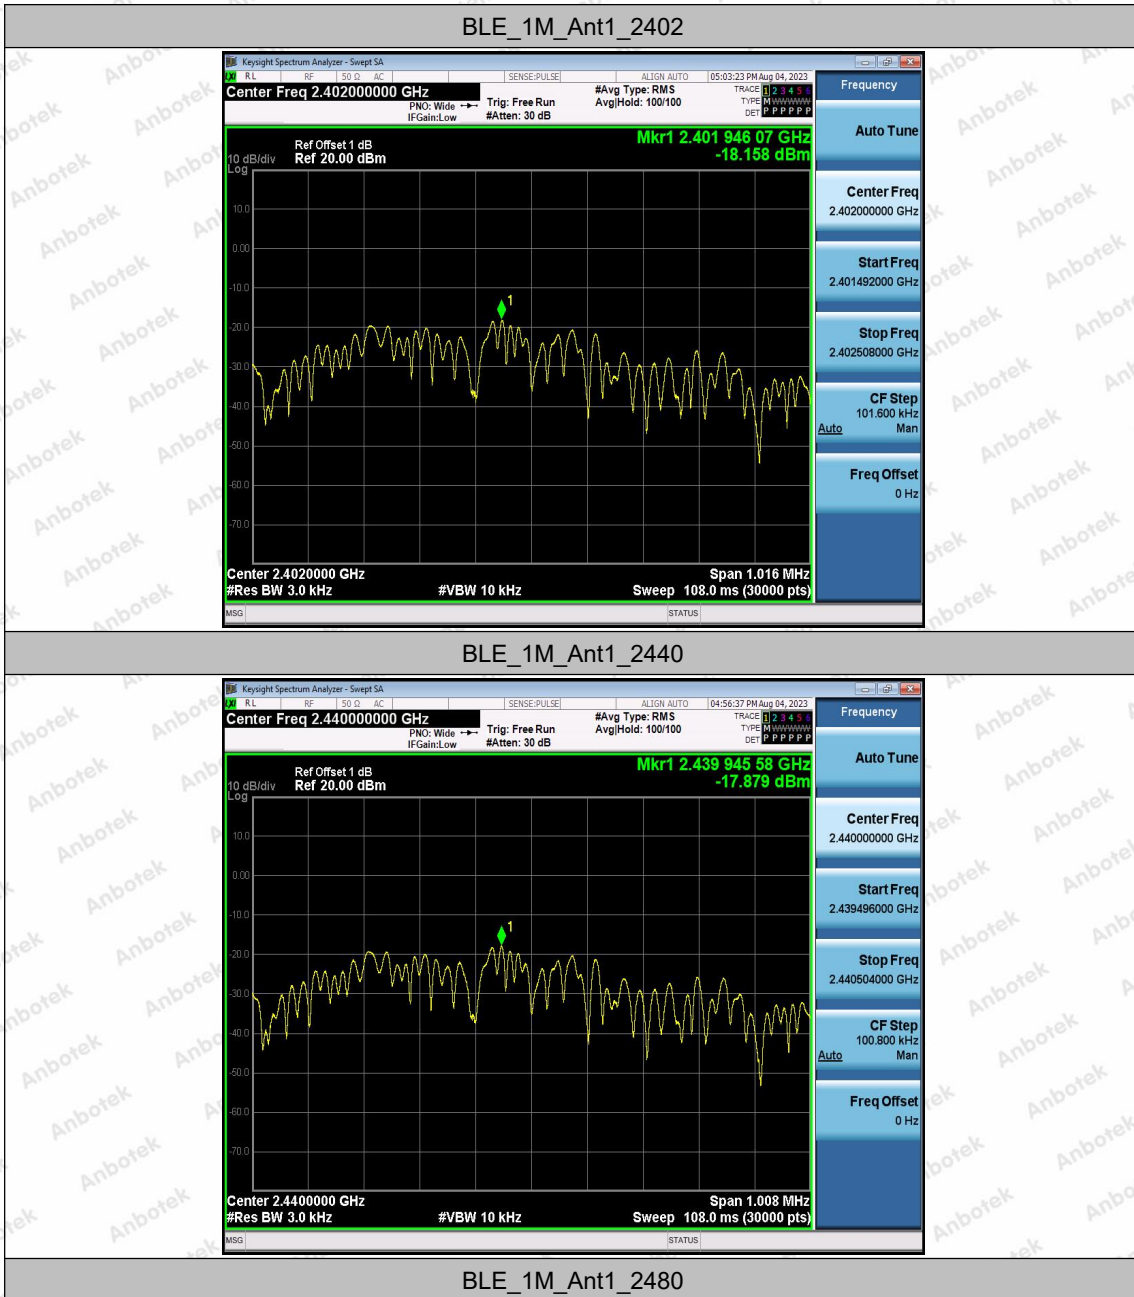 BLE_1M_Ant1_2402
Keysight Spectrum Analyzer - Swept SA
LXI RL RF 50 Ω AC SENSE:PULSE ALIGN AUTO 05:03:23 PM Aug 04, 2023
Center Freq 2.402000000 GHz
PNO: Wide
IFGain:Low
Trig: Free Run
#Atten: 30 dB
#Avg Type: RMS
Avg|Hold: 100/100
TRACE 1 2 3 4 5 6
TYPE M WWWWW
DET P P P P P P
Ref Offset 1 dB
10 dB/div Ref 20.00 dBm
Log
Mkr1 2.401 946 07 GHz
-18.158 dBm
10.0
0.00
-10.0
-20.0
-30.0
-40.0
-50.0
-60.0
-70.0
1
Center 2.4020000 GHz Span 1.016 MHz
#Res BW 3.0 kHz #VBW 10 kHz Sweep 108.0 ms (30000 pts)
MSG STATUS
Frequency
Auto Tune
Center Freq
2.402000000 GHz
Start Freq
2.401492000 GHz
Stop Freq
2.402508000 GHz
CF Step
101.600 kHz
Auto Man
Freq Offset
0 Hz
BLE_1M_Ant1_2440
Keysight Spectrum Analyzer - Swept SA
LXI RL RF 50 Ω AC SENSE:PULSE ALIGN AUTO 04:56:37 PM Aug 04, 2023
Center Freq 2.440000000 GHz
PNO: Wide
IFGain:Low
Trig: Free Run
#Atten: 30 dB
#Avg Type: RMS
Avg|Hold: 100/100
TRACE 1 2 3 4 5 6
TYPE M WWWWW
DET P P P P P P
Ref Offset 1 dB
10 dB/div Ref 20.00 dBm
Log
Mkr1 2.439 945 58 GHz
-17.879 dBm
10.0
0.00
-10.0
-20.0
-30.0
-40.0
-50.0
-60.0
-70.0
1
Center 2.4400000 GHz Span 1.008 MHz
#Res BW 3.0 kHz #VBW 10 kHz Sweep 108.0 ms (30000 pts)
MSG STATUS
Frequency
Auto Tune
Center Freq
2.440000000 GHz
Start Freq
2.439496000 GHz
Stop Freq
2.440504000 GHz
CF Step
100.800 kHz
Auto Man
Freq Offset
0 Hz
BLE_1M_Ant1_2480
Anbotek